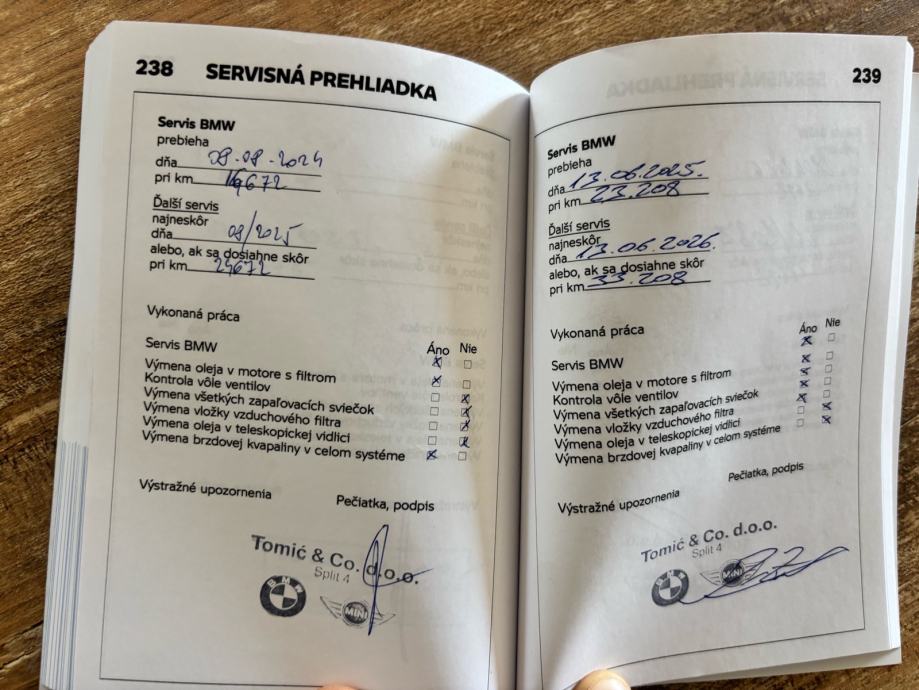 238 SERVISNÁ PREHLIADKA
Servis BMW
prebieha
dňa 08.08.2024
pri km 672
Ďalší servis
najneskôr
dňa 08/2025
alebo, ak sa dosiahne skôr
pri km 24672
Vykonaná práca
Áno Nie
Servis BMW
Výmena oleja v motore s filtrom
Kontrola vôle ventilov
Výmena všetkých zapaľovacích sviečok
Výmena vložky vzduchového filtra
Výmena oleja v teleskopickej vidlici
Výmena brzdovej kvapaliny v celom systéme
Výstražné upozornenia
Pečiatka, podpis
Tomić & Co. d.o.o.
Split 4
BMW
MINI
239
Servis BMW
prebieha
dňa 13.06.2025.
pri km 23.208
Ďalší servis
najneskôr
dňa 13.06.2026.
alebo, ak sa dosiahne skôr
pri km 33.208
Vykonaná práca
Áno Nie
Servis BMW
Výmena oleja v motore s filtrom
Kontrola vôle ventilov
Výmena všetkých zapaľovacích sviečok
Výmena vložky vzduchového filtra
Výmena oleja v teleskopickej vidlici
Výmena brzdovej kvapaliny v celom systéme
Výstražné upozornenia
Pečiatka, podpis
Tomić & Co. d.o.o.
Split 4
BMW
MINI